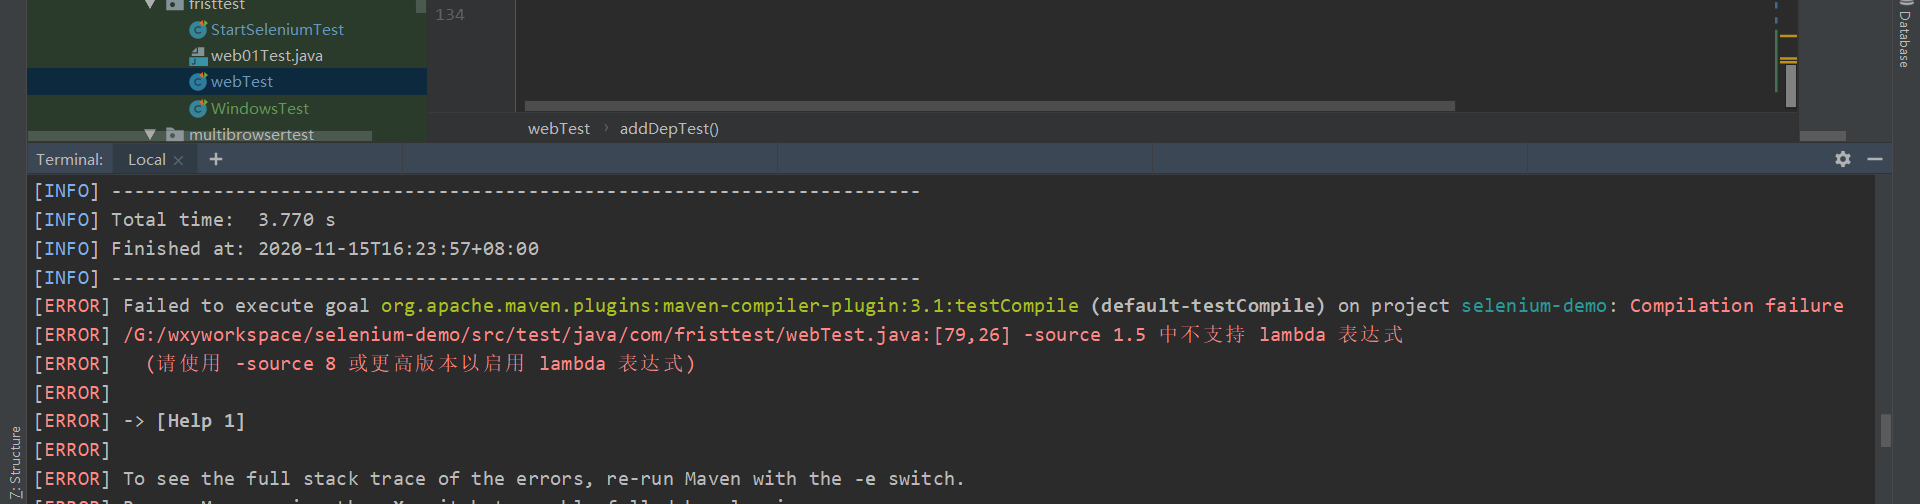 fristtest
134
StartSeleniumTest
web01Test.java
webTest
WindowsTest
multibrowsertest
webTest › addDepTest()
Database
Terminal: Local × +
[INFO] ------------------------------------------------------------------------
[INFO] Total time:  3.770 s
[INFO] Finished at: 2020-11-15T16:23:57+08:00
[INFO] ------------------------------------------------------------------------
[ERROR] Failed to execute goal org.apache.maven.plugins:maven-compiler-plugin:3.1:testCompile (default-testCompile) on project selenium-demo: Compilation failure
[ERROR] /G:/wxyworkspace/selenium-demo/src/test/java/com/fristtest/webTest.java:[79,26] -source 1.5 中不支持 lambda 表达式
[ERROR]   (请使用 -source 8 或更高版本以启用 lambda 表达式)
[ERROR]
[ERROR] -> [Help 1]
[ERROR]
[ERROR] To see the full stack trace of the errors, re-run Maven with the -e switch.
7: Structure